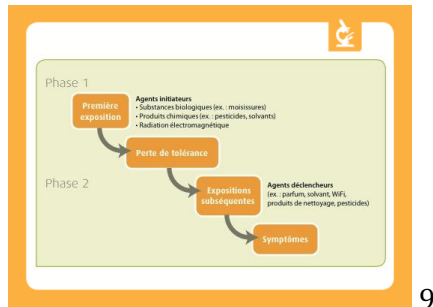 Phase 1
Première
exposition
Agents initiateurs
• Substances biologiques (ex. : moisissures)
• Produits chimiques (ex. : pesticides, solvants)
• Radiation électromagnétique
Perte de tolérance
Phase 2
Expositions
subséquentes
Agents déclencheurs
(ex. : parfum, solvant, WiFi,
produits de nettoyage, pesticides)
Symptômes
9